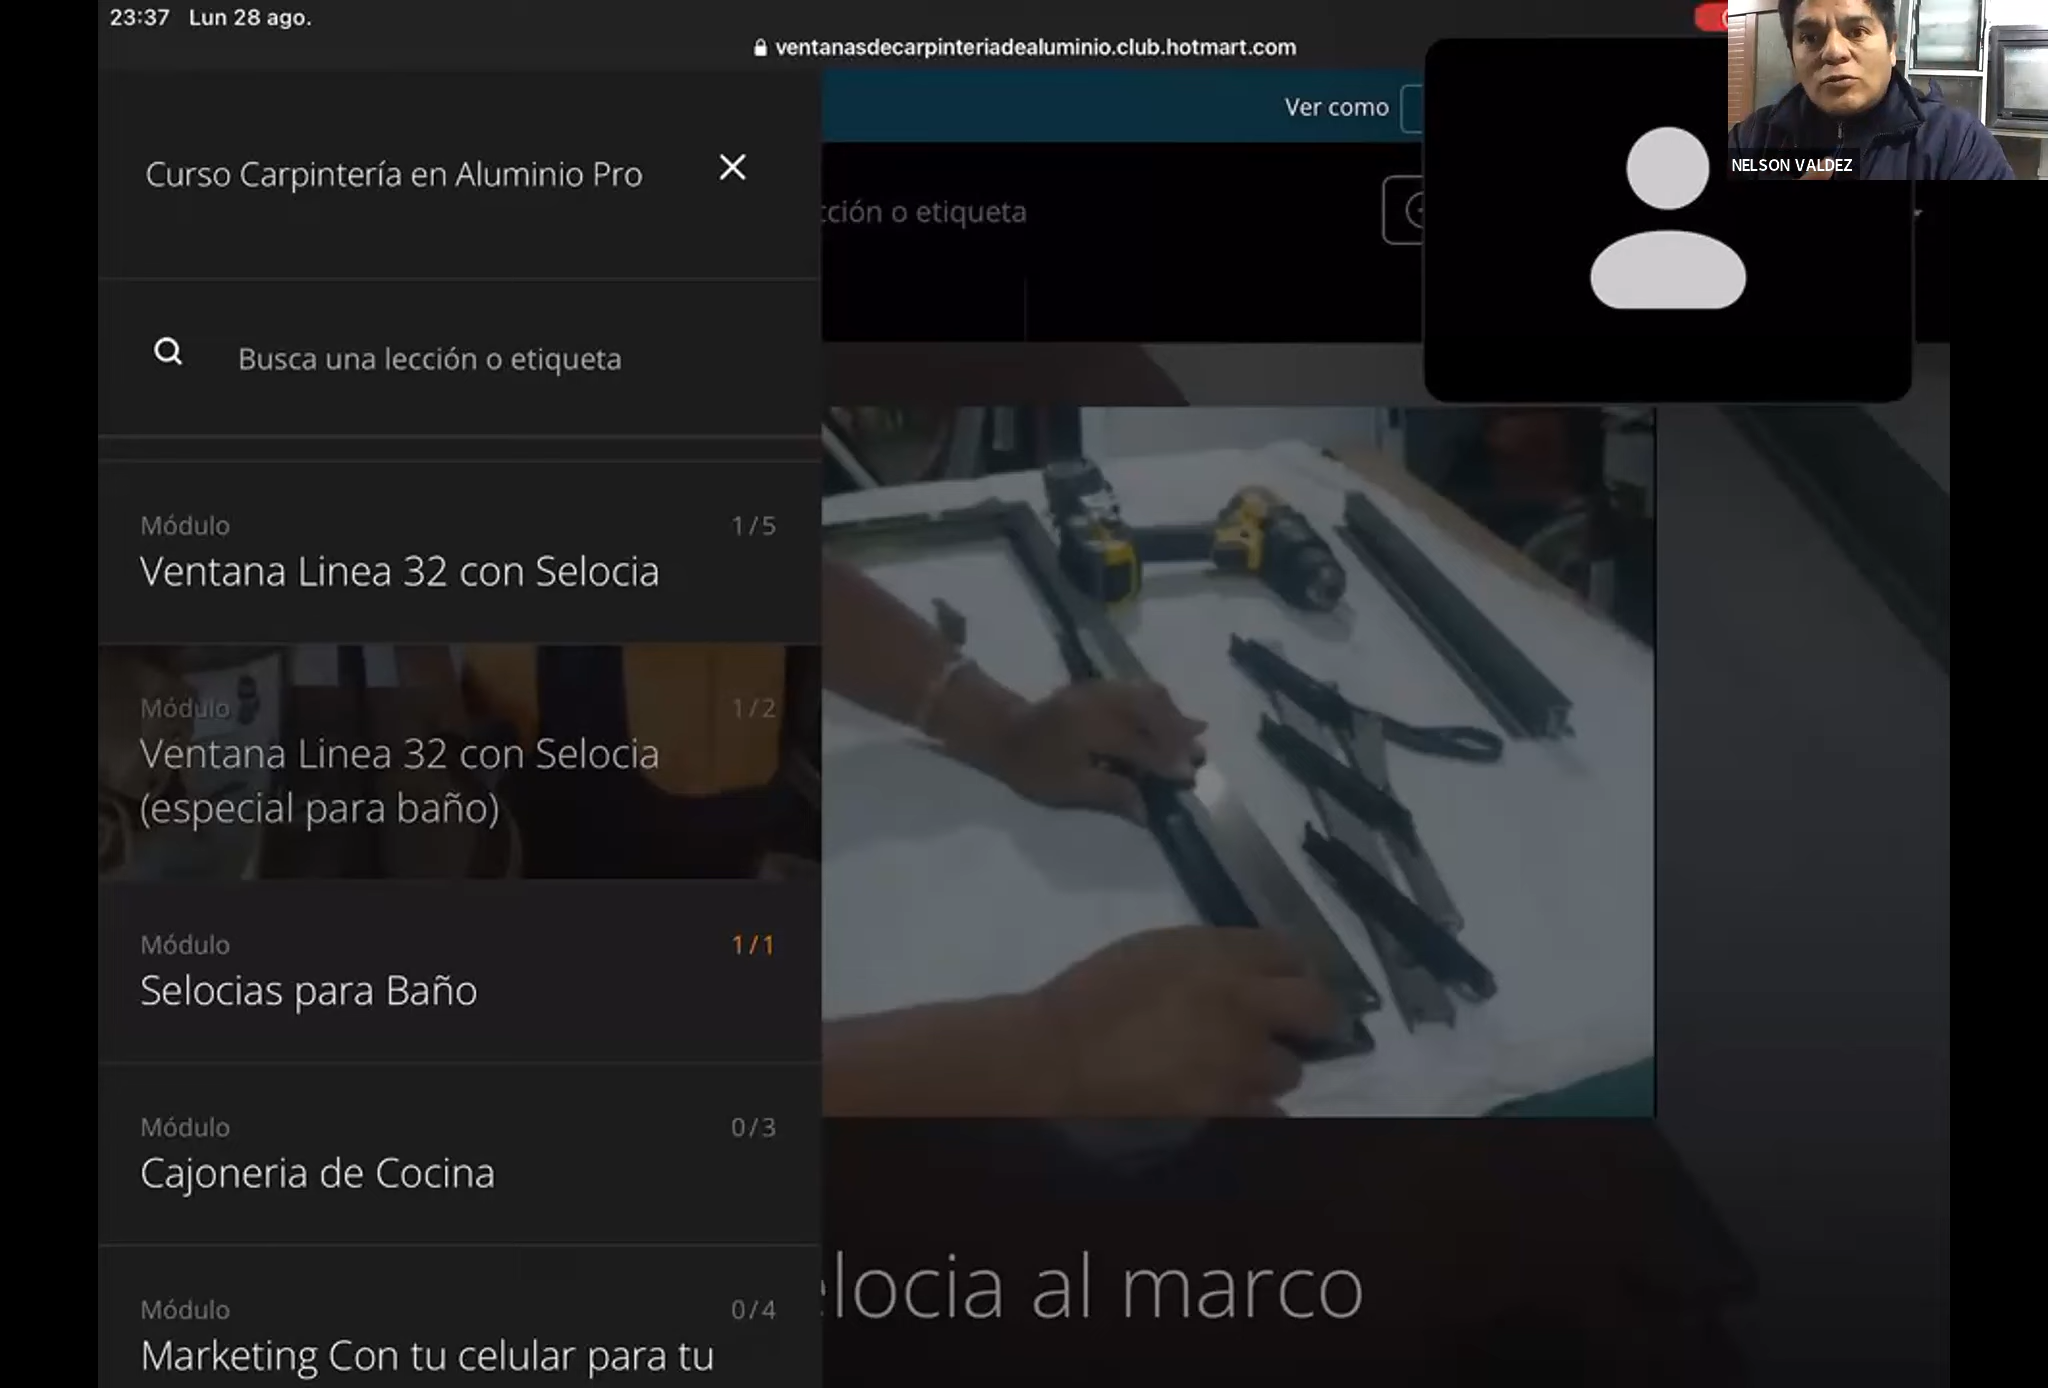 23:37 Lun 28 ago.
ventanasdecarpinteriadealuminio.club.hotmart.com
Ver como
NELSON VALDEZ
Curso Carpintería en Aluminio Pro
cción o etiqueta
Busca una lección o etiqueta
Módulo 1/5
Ventana Linea 32 con Selocia
Módulo 1/2
Ventana Linea 32 con Selocia
(especial para baño)
Módulo 1/1
Selocias para Baño
Módulo 0/3
Cajoneria de Cocina
Módulo 0/4
Marketing Con tu celular para tu
elocia al marco